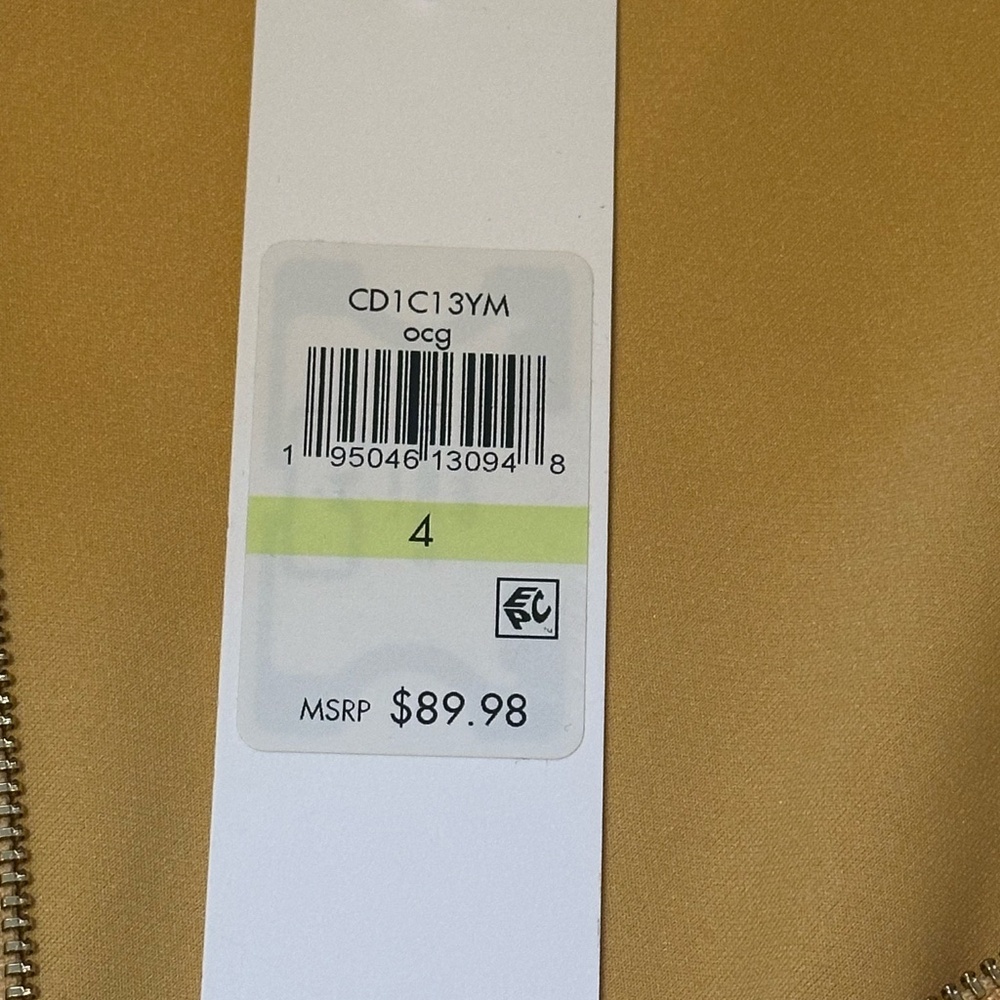 CD1C13YM
ocg
1 95046 13094 8
4
EPC
MSRP $89.98